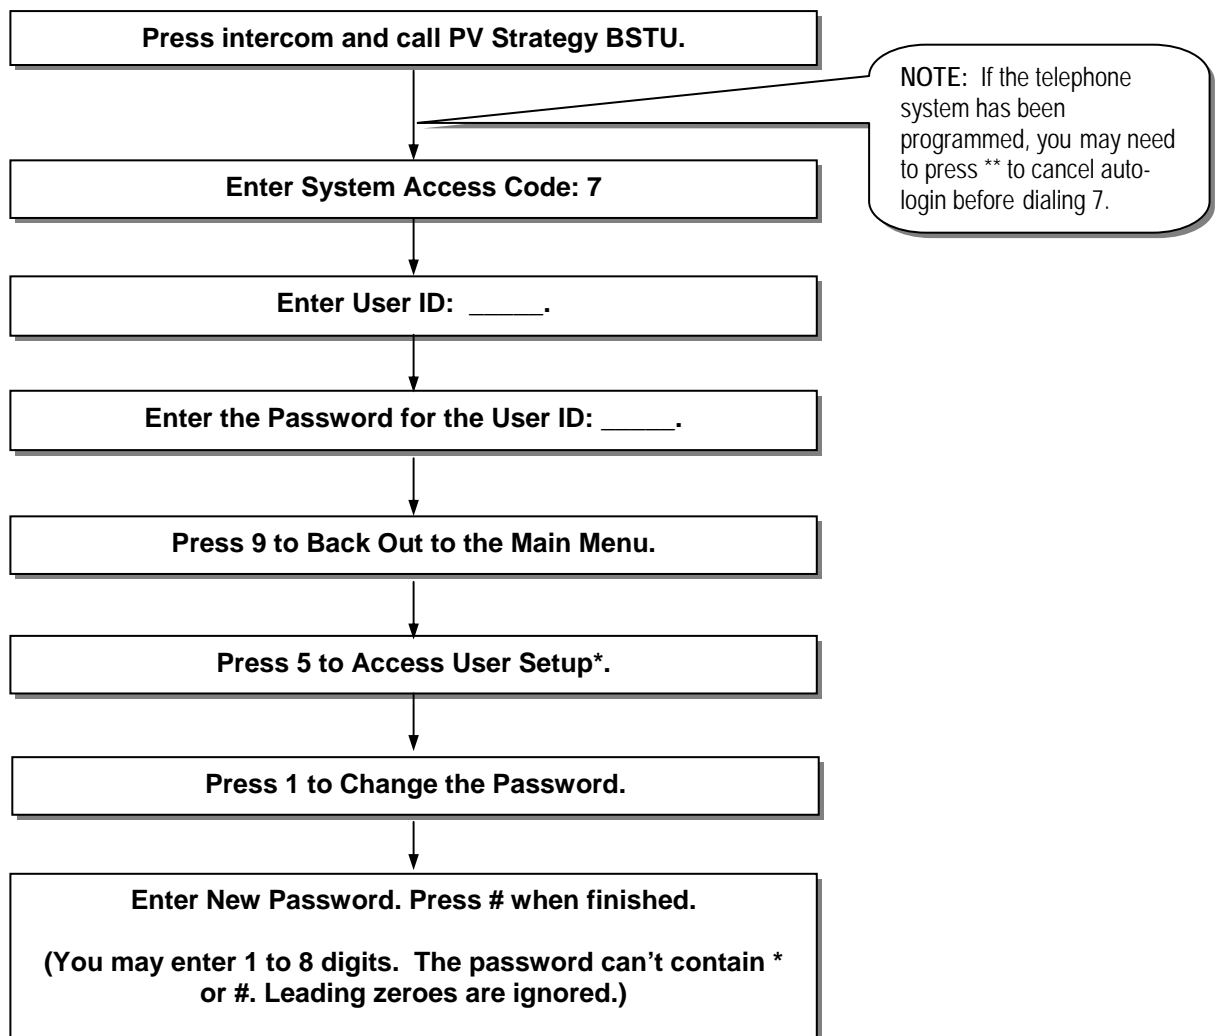 Press intercom and call PV Strategy BSTU.
NOTE: If the telephone
system has been
programmed, you may need
to press ** to cancel auto-
login before dialing 7.
Enter System Access Code: 7
Enter User ID: _____.
Enter the Password for the User ID: _____.
Press 9 to Back Out to the Main Menu.
Press 5 to Access User Setup*.
Press 1 to Change the Password.
Enter New Password. Press # when finished.
(You may enter 1 to 8 digits. The password can't contain *
or #. Leading zeroes are ignored.)